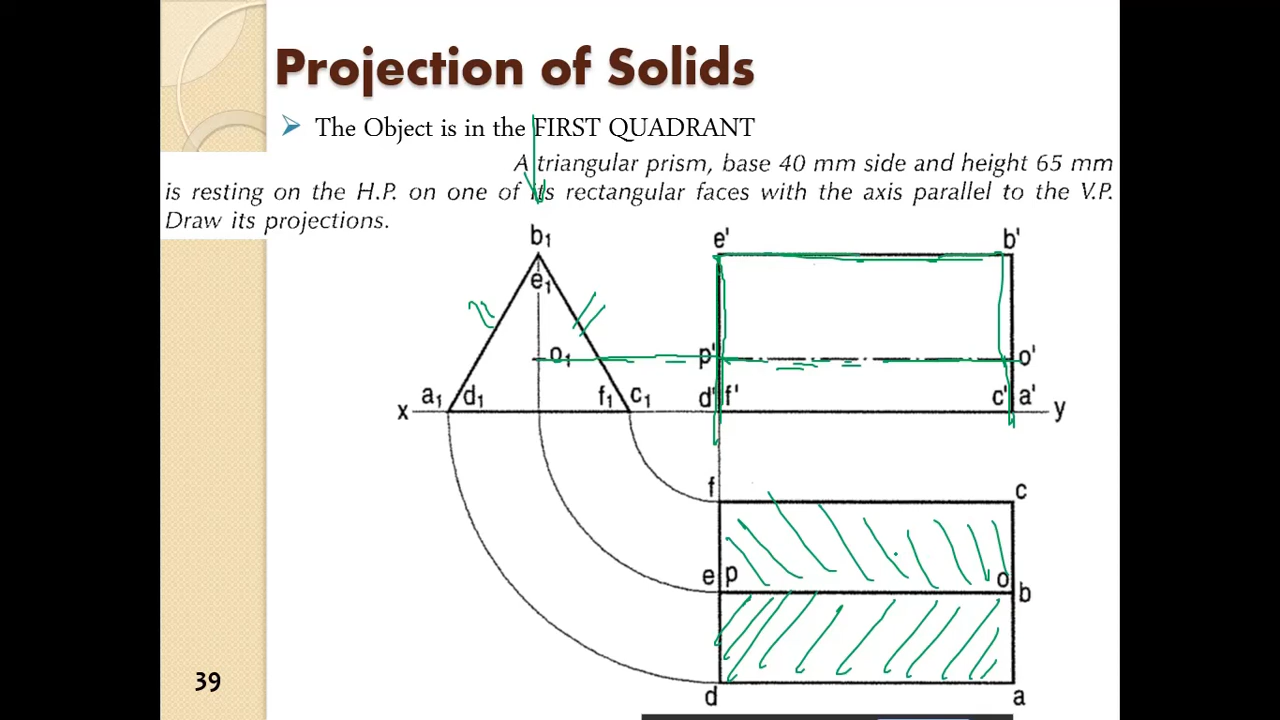 Projection of Solids
The Object is in the FIRST QUADRANT
A triangular prism, base 40 mm side and height 65 mm
is resting on the H.P. on one of its rectangular faces with the axis parallel to the V.P.
Draw its projections.
b₁ e' b'
e₁
o₁ p' o'
a₁ d₁ f₁ c₁ d' f' c' a'
x y
f c
e p o b
39
d a